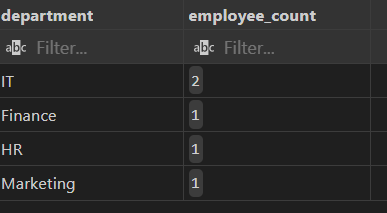 department employee_count
abc Filter... abc Filter...
IT 2
Finance 1
HR 1
Marketing 1